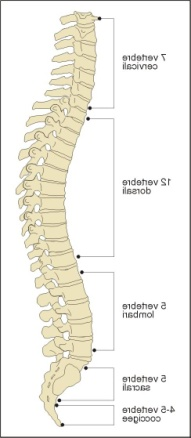 7 vertebre
cervicali
12 vertebre
dorsali
5 vertebre
lombari
5 vertebre
sacrali
4-5 vertebre
coccigee